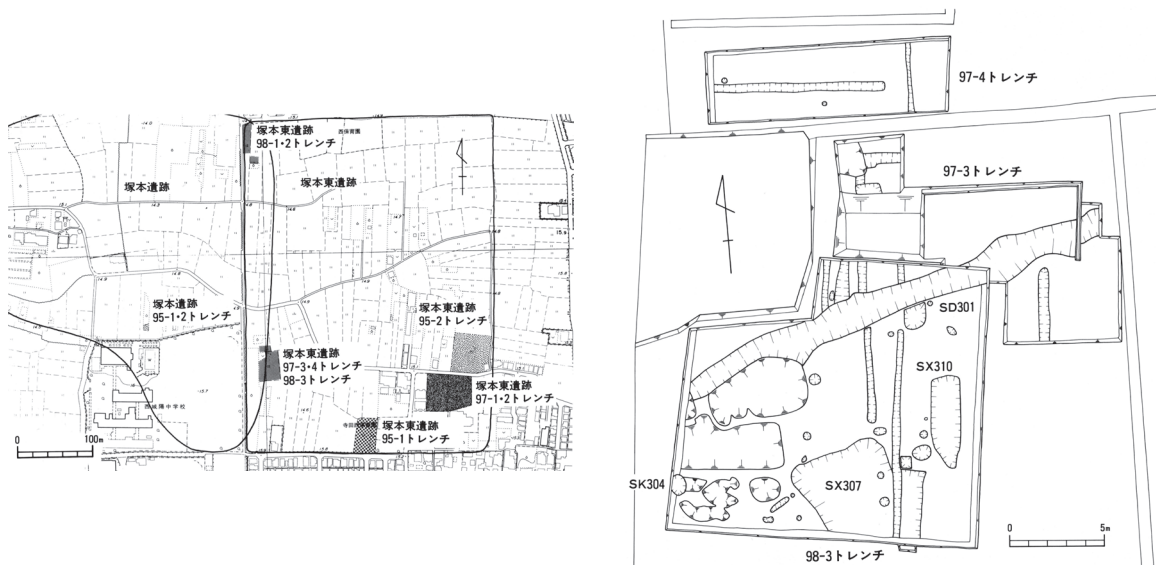 塚本東遺跡
98-1・2トレンチ
西保育園
塚本遺跡
塚本東遺跡
塚本遺跡
95-1・2トレンチ
塚本東遺跡
95-2トレンチ
塚本東遺跡
97-3・4トレンチ
98-3トレンチ
塚本東遺跡
97-1・2トレンチ
西城陽中学校
塚本東遺跡
95-1トレンチ
0 100m
97-4トレンチ
97-3トレンチ
SD301
SX310
SK304
SX307
0 5m
98-3トレンチ